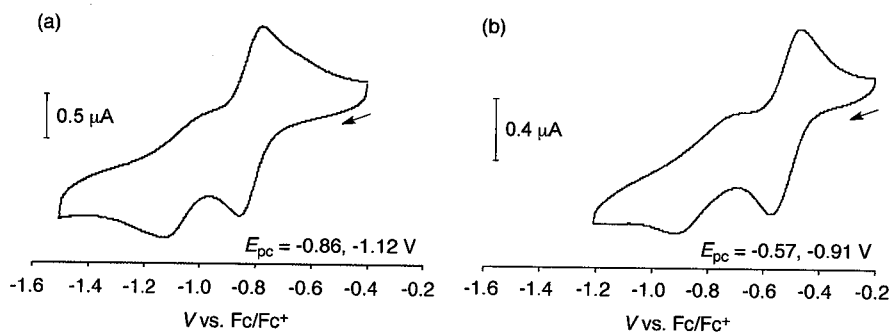 (a)
0.5 μA
E_pc = -0.86, -1.12 V
-1.6 -1.4 -1.2 -1.0 -0.8 -0.6 -0.4 -0.2
V vs. Fc/Fc⁺
(b)
0.4 μA
E_pc = -0.57, -0.91 V
-1.6 -1.4 -1.2 -1.0 -0.8 -0.6 -0.4 -0.2
V vs. Fc/Fc⁺